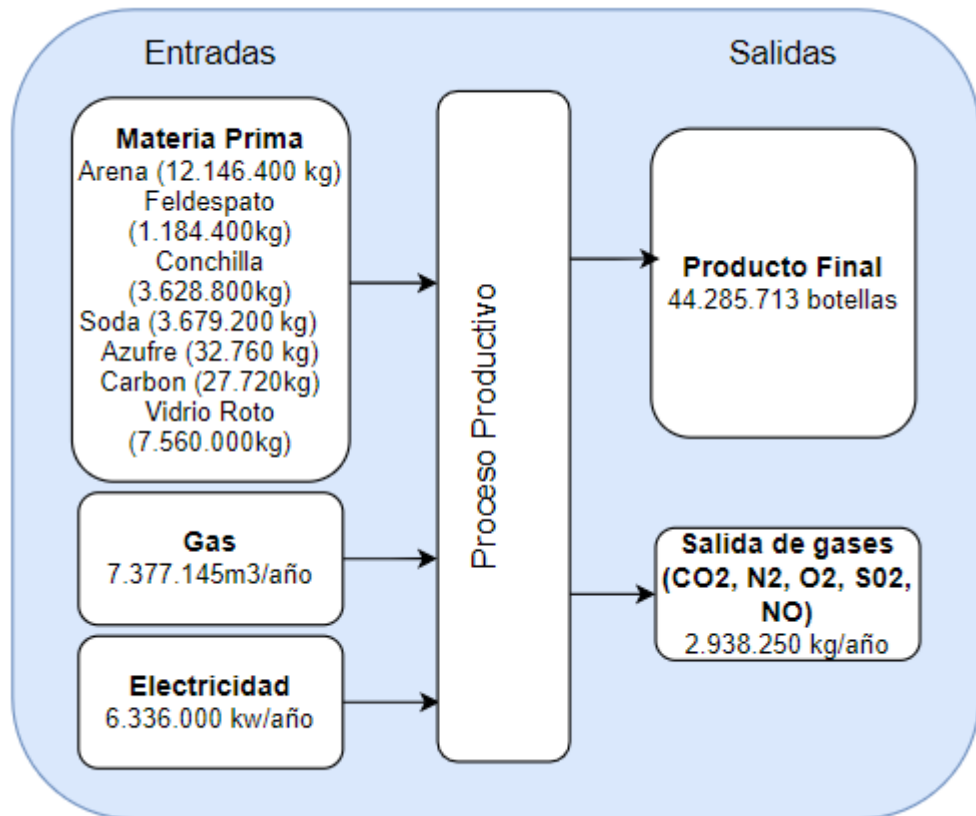 Entradas
Salidas
Materia Prima
Arena (12.146.400 kg)
Feldespato
(1.184.400kg)
Conchilla
(3.628.800kg)
Soda (3.679.200 kg)
Azufre (32.760 kg)
Carbon (27.720kg)
Vidrio Roto
(7.560.000kg)
Gas
7.377.145m3/año
Electricidad
6.336.000 kw/año
Proceso Productivo
Producto Final
44.285.713 botellas
Salida de gases
(CO2, N2, O2, S02,
NO)
2.938.250 kg/año